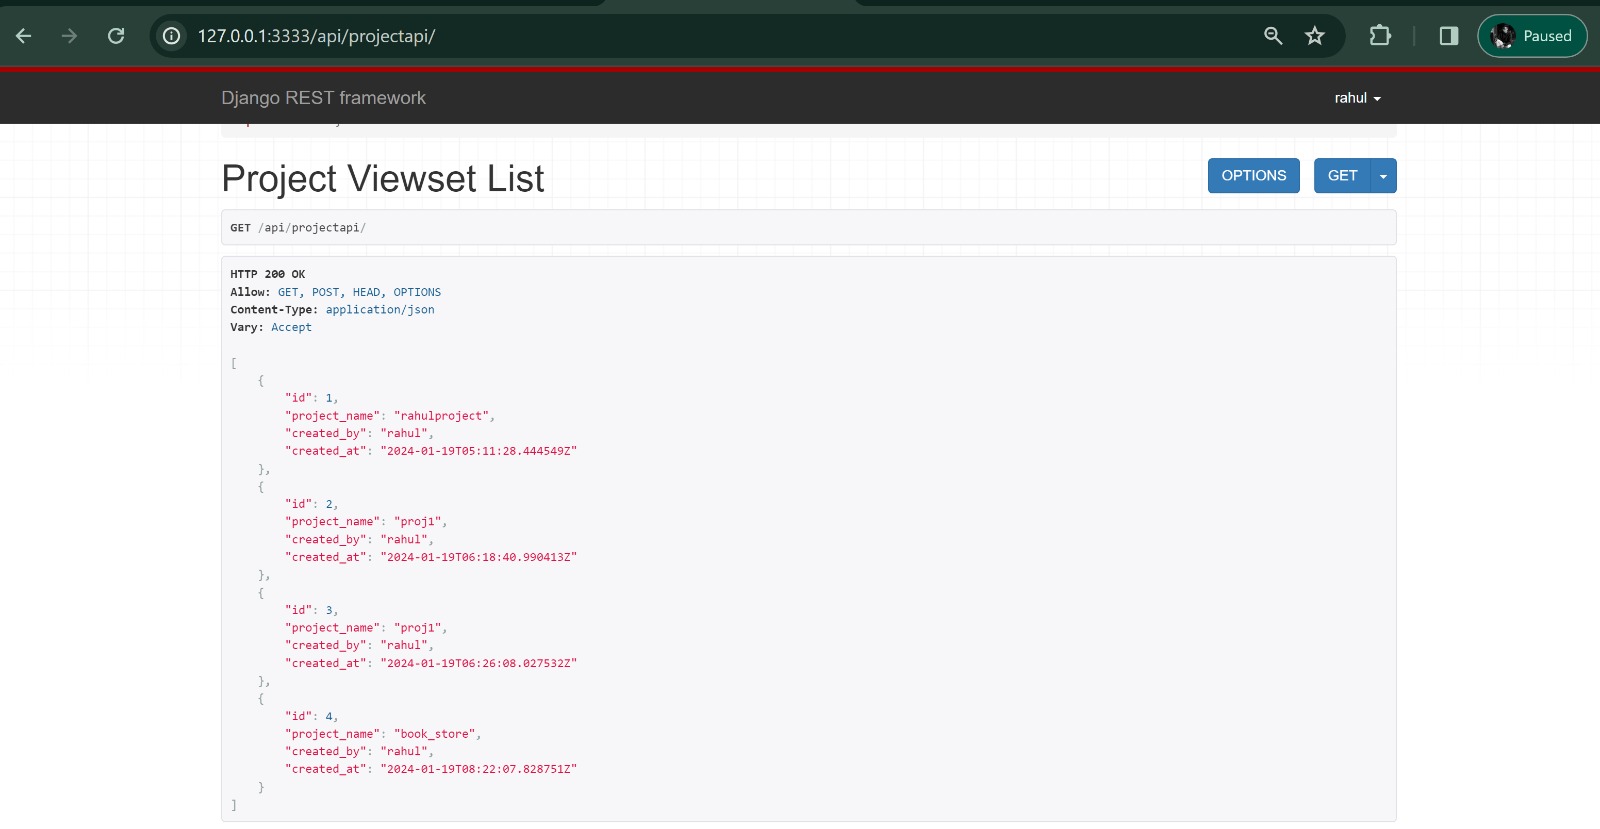 127.0.0.1:3333/api/projectapi/
Paused
Django REST framework
rahul
Project Viewset List
OPTIONS
GET
GET /api/projectapi/
HTTP 200 OK
Allow: GET, POST, HEAD, OPTIONS
Content-Type: application/json
Vary: Accept
[
{
"id": 1,
"project_name": "rahulproject",
"created_by": "rahul",
"created_at": "2024-01-19T05:11:28.444549Z"
},
{
"id": 2,
"project_name": "proj1",
"created_by": "rahul",
"created_at": "2024-01-19T06:18:40.990413Z"
},
{
"id": 3,
"project_name": "proj1",
"created_by": "rahul",
"created_at": "2024-01-19T06:26:08.027532Z"
},
{
"id": 4,
"project_name": "book_store",
"created_by": "rahul",
"created_at": "2024-01-19T08:22:07.828751Z"
}
]